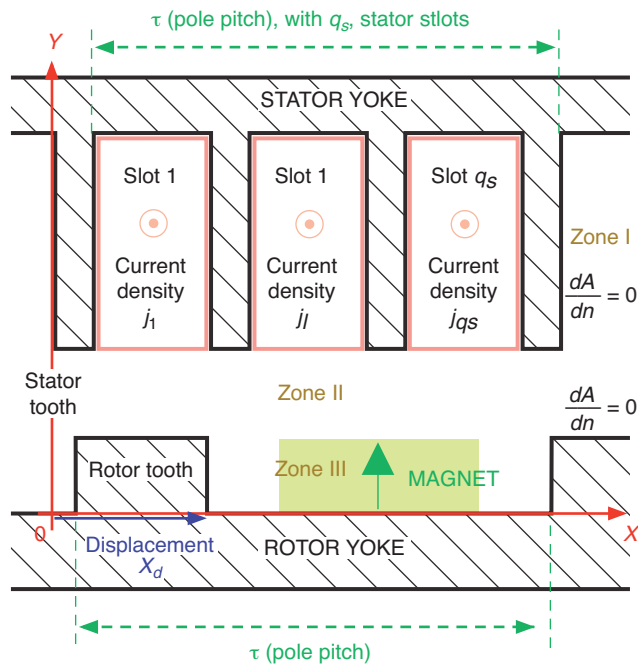 τ (pole pitch), with qs, stator stlots
Y
STATOR YOKE
Slot 1
Slot 1
Slot qs
Zone I
Current
density
j1
Current
density
jl
Current
density
jqs
dA
dn = 0
Stator
tooth
Zone II
dA
dn = 0
Rotor tooth
Zone III
MAGNET
0
X
Displacement
Xd
ROTOR YOKE
τ (pole pitch)